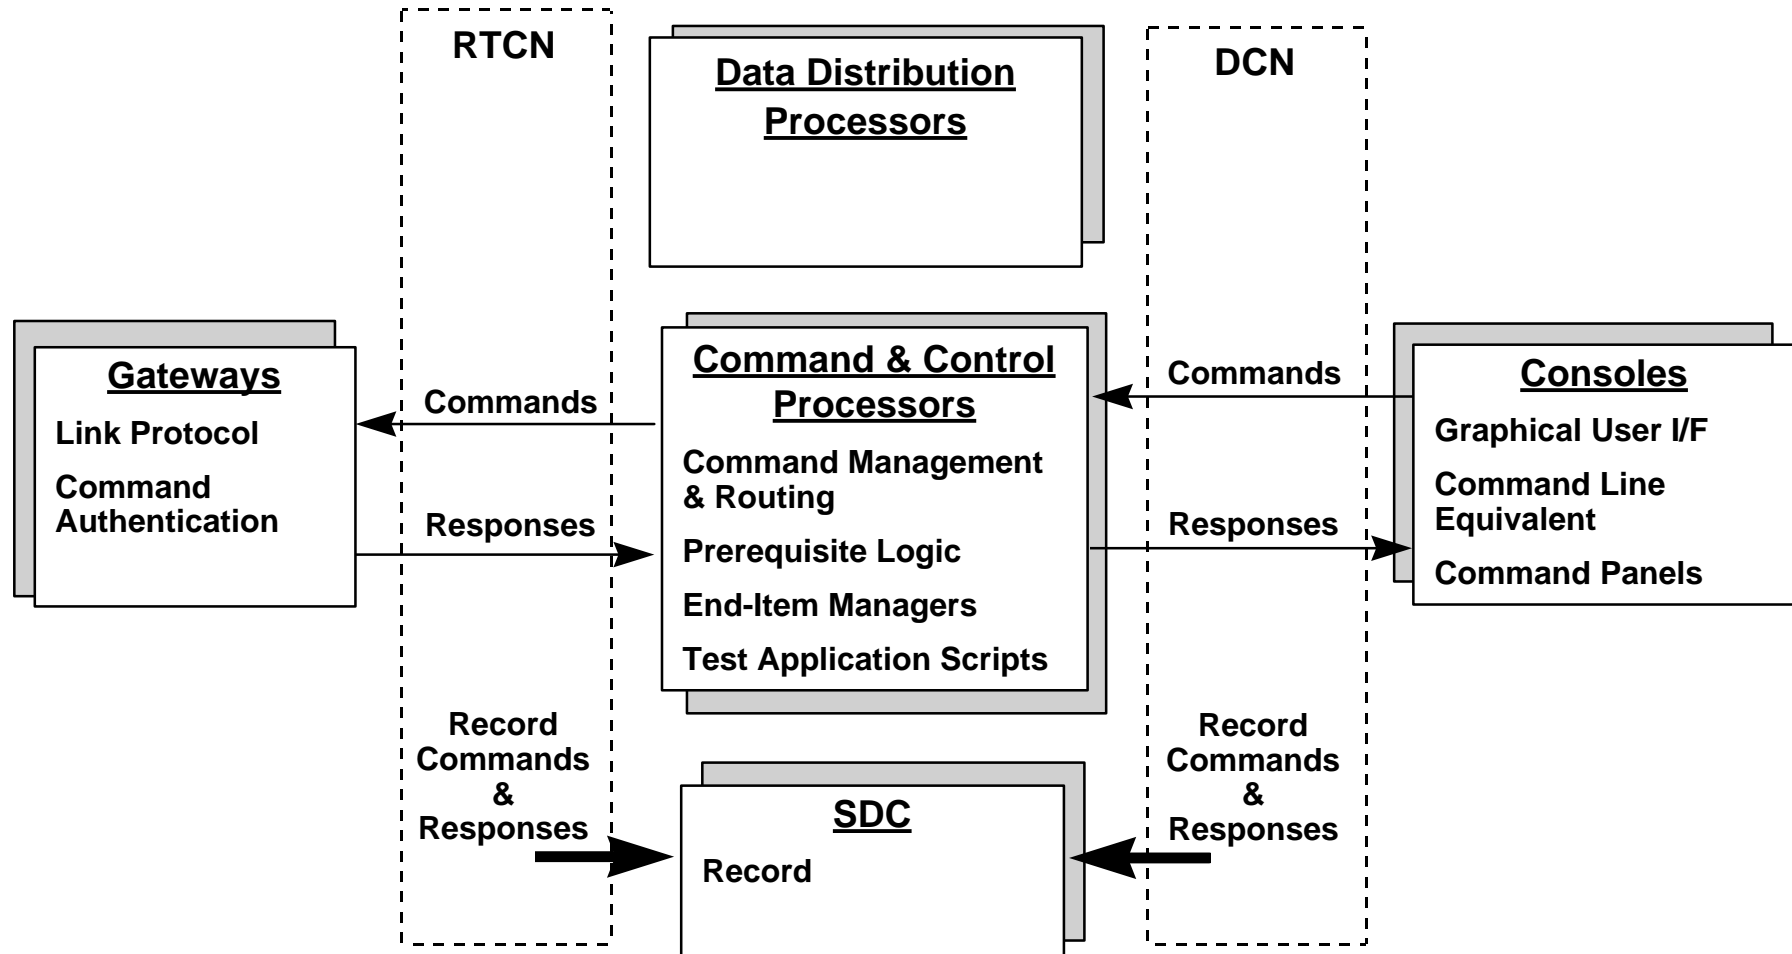 RTCN
Data Distribution
Processors
DCN
Gateways
Link Protocol
Command
Authentication
Commands
Responses
Command & Control
Processors
Command Management
& Routing
Prerequisite Logic
End-Item Managers
Test Application Scripts
Commands
Responses
Consoles
Graphical User I/F
Command Line
Equivalent
Command Panels
Record
Commands
&
Responses
SDC
Record
Record
Commands
&
Responses